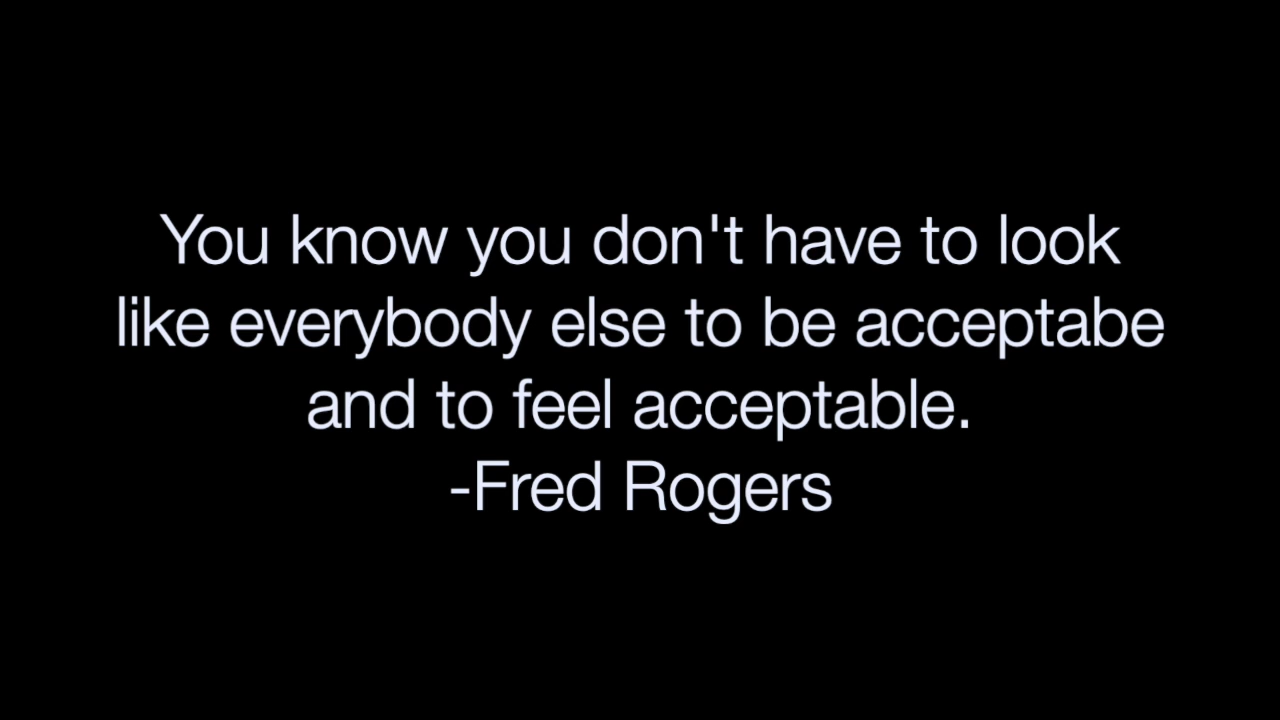 You know you don't have to look
like everybody else to be acceptabe
and to feel acceptable.
-Fred Rogers